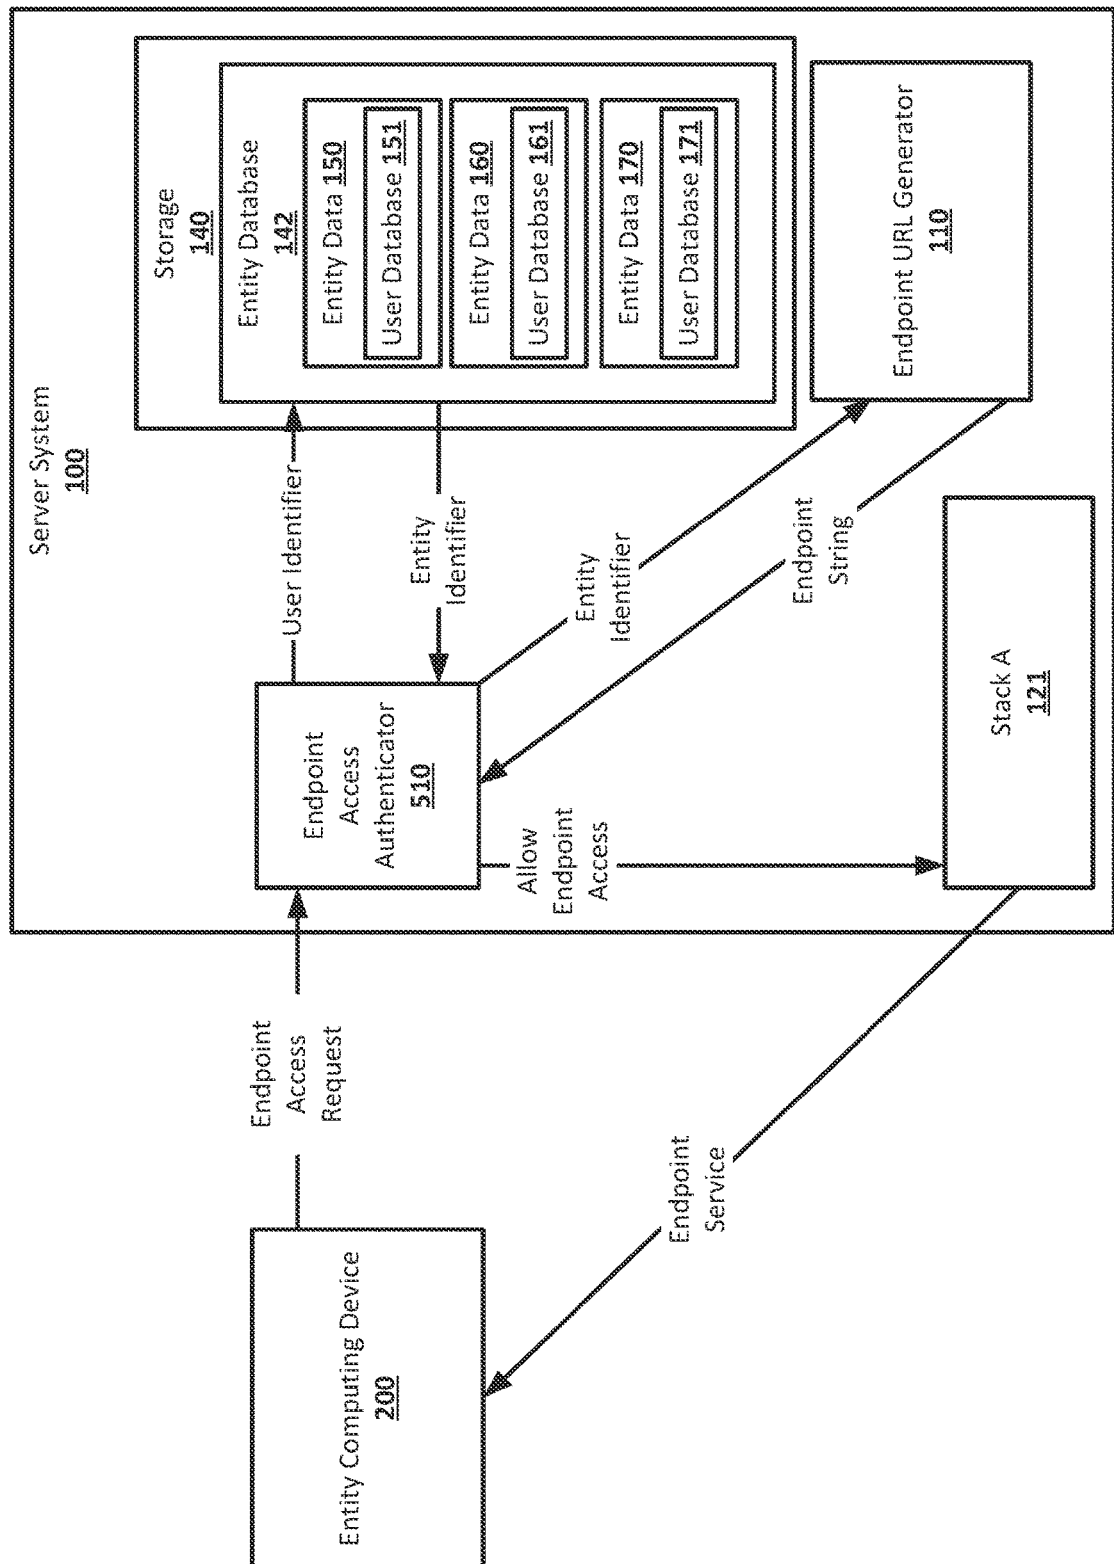 Server System
100
Storage
140
Entity Database
142
Entity Data 150
User Database 151
Entity Data 160
User Database 161
Entity Data 170
User Database 171
Endpoint URL Generator
110
User Identifier
Entity
Identifier
Entity
Identifier
Endpoint
String
Endpoint
Access
Authenticator
510
Allow
Endpoint
Access
Stack A
121
Endpoint
Access
Request
Endpoint
Service
Entity Computing Device
200